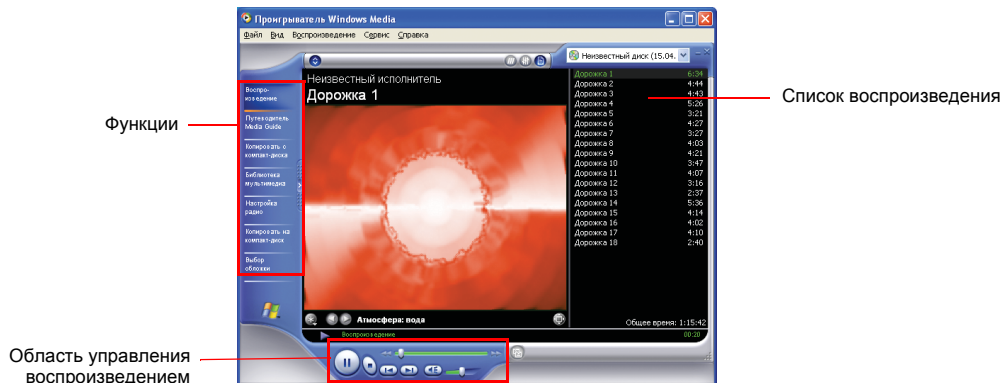 Проигрыватель Windows Media
Файл Вид Воспроизведение Сервис Справка
Неизвестный диск (15.04.
Неизвестный исполнитель
Дорожка 1
Воспро-
изведение
Путеводитель
Media Guide
Копировать с
компакт-диска
Библиотека
мультимедиа
Настройка
радио
Копировать на
компакт-диск
Выбор
обложки
Дорожка 1 6:34
Дорожка 2 4:44
Дорожка 3 4:43
Дорожка 4 5:26
Дорожка 5 3:21
Дорожка 6 4:27
Дорожка 7 3:27
Дорожка 8 4:03
Дорожка 9 4:21
Дорожка 10 3:47
Дорожка 11 4:07
Дорожка 12 3:16
Дорожка 13 2:37
Дорожка 14 5:36
Дорожка 15 4:14
Дорожка 16 4:02
Дорожка 17 4:10
Дорожка 18 2:40
Список воспроизведения
Функции
Атмосфера: вода
Общее время: 1:15:42
Воспроизведение 00:20
Область управления
воспроизведением